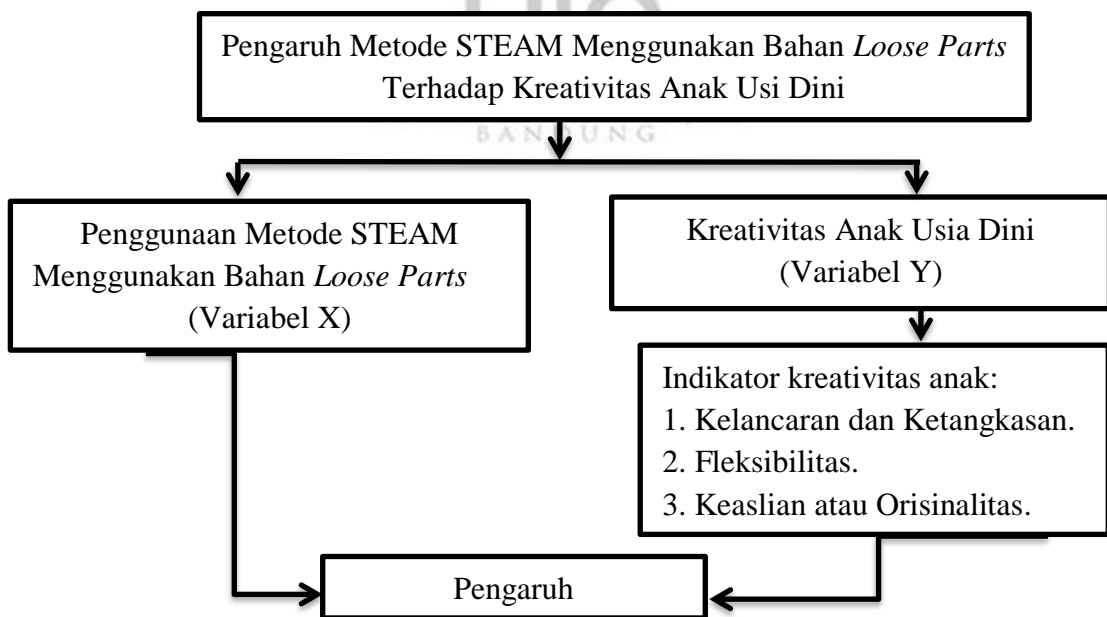 Pengaruh Metode STEAM Menggunakan Bahan Loose Parts
Terhadap Kreativitas Anak Usi Dini
BANDUNG
Penggunaan Metode STEAM
Menggunakan Bahan Loose Parts
(Variabel X)
Kreativitas Anak Usia Dini
(Variabel Y)
Indikator kreativitas anak:
1. Kelancaran dan Ketangkasan.
2. Fleksibilitas.
3. Keaslian atau Orisinalitas.
Pengaruh